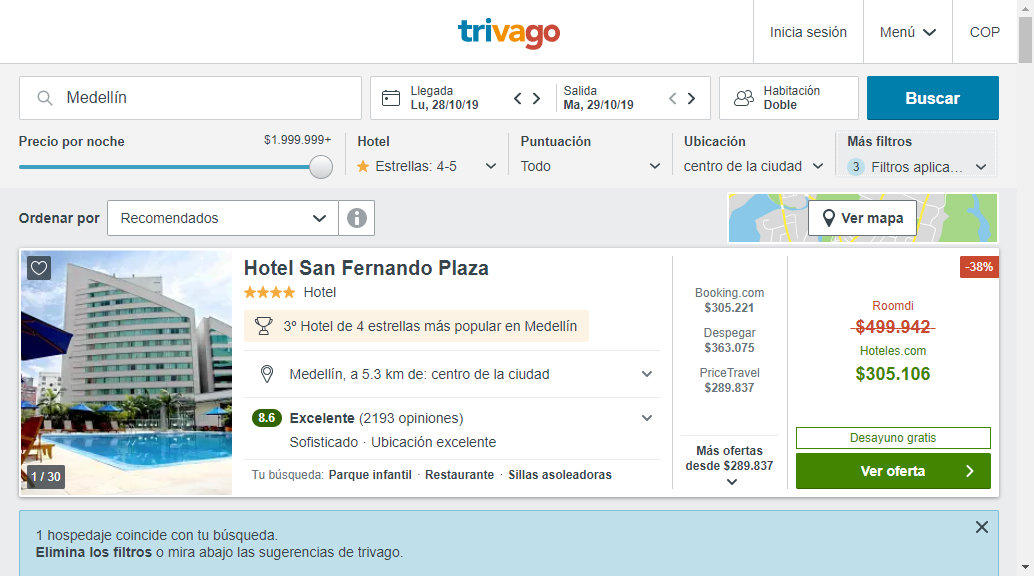 trivago
Inicia sesión
Menú
COP
Medellín
Llegada
Lu, 28/10/19
Salida
Ma, 29/10/19
Habitación
Doble
Buscar
Precio por noche
$1.999.999+
Hotel
Estrellas: 4-5
Puntuación
Todo
Ubicación
centro de la ciudad
Más filtros
3 Filtros aplica...
Ordenar por
Recomendados
Ver mapa
Hotel San Fernando Plaza
Hotel
3º Hotel de 4 estrellas más popular en Medellín
Medellín, a 5.3 km de: centro de la ciudad
8.6 Excelente (2193 opiniones)
Sofisticado · Ubicación excelente
Tu búsqueda: Parque infantil · Restaurante · Sillas asoleadoras
1 / 30
Booking.com
$305.221
Despegar
$363.075
PriceTravel
$289.837
Más ofertas
desde $289.837
-38%
Roomdi
$499.942
Hoteles.com
$305.106
Desayuno gratis
Ver oferta
1 hospedaje coincide con tu búsqueda.
Elimina los filtros o mira abajo las sugerencias de trivago.